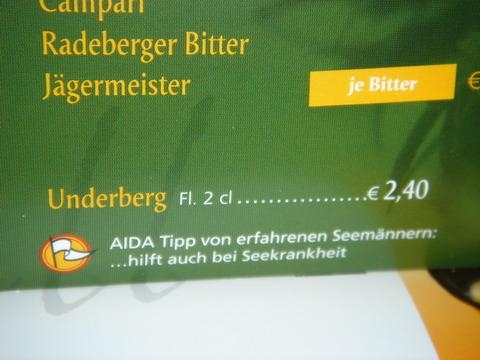 Campari
Radeberger Bitter
Jägermeister
je Bitter €
Underberg Fl. 2 cl..................€ 2,40
AIDA Tipp von erfahrenen Seemännern:
...hilft auch bei Seekrankheit